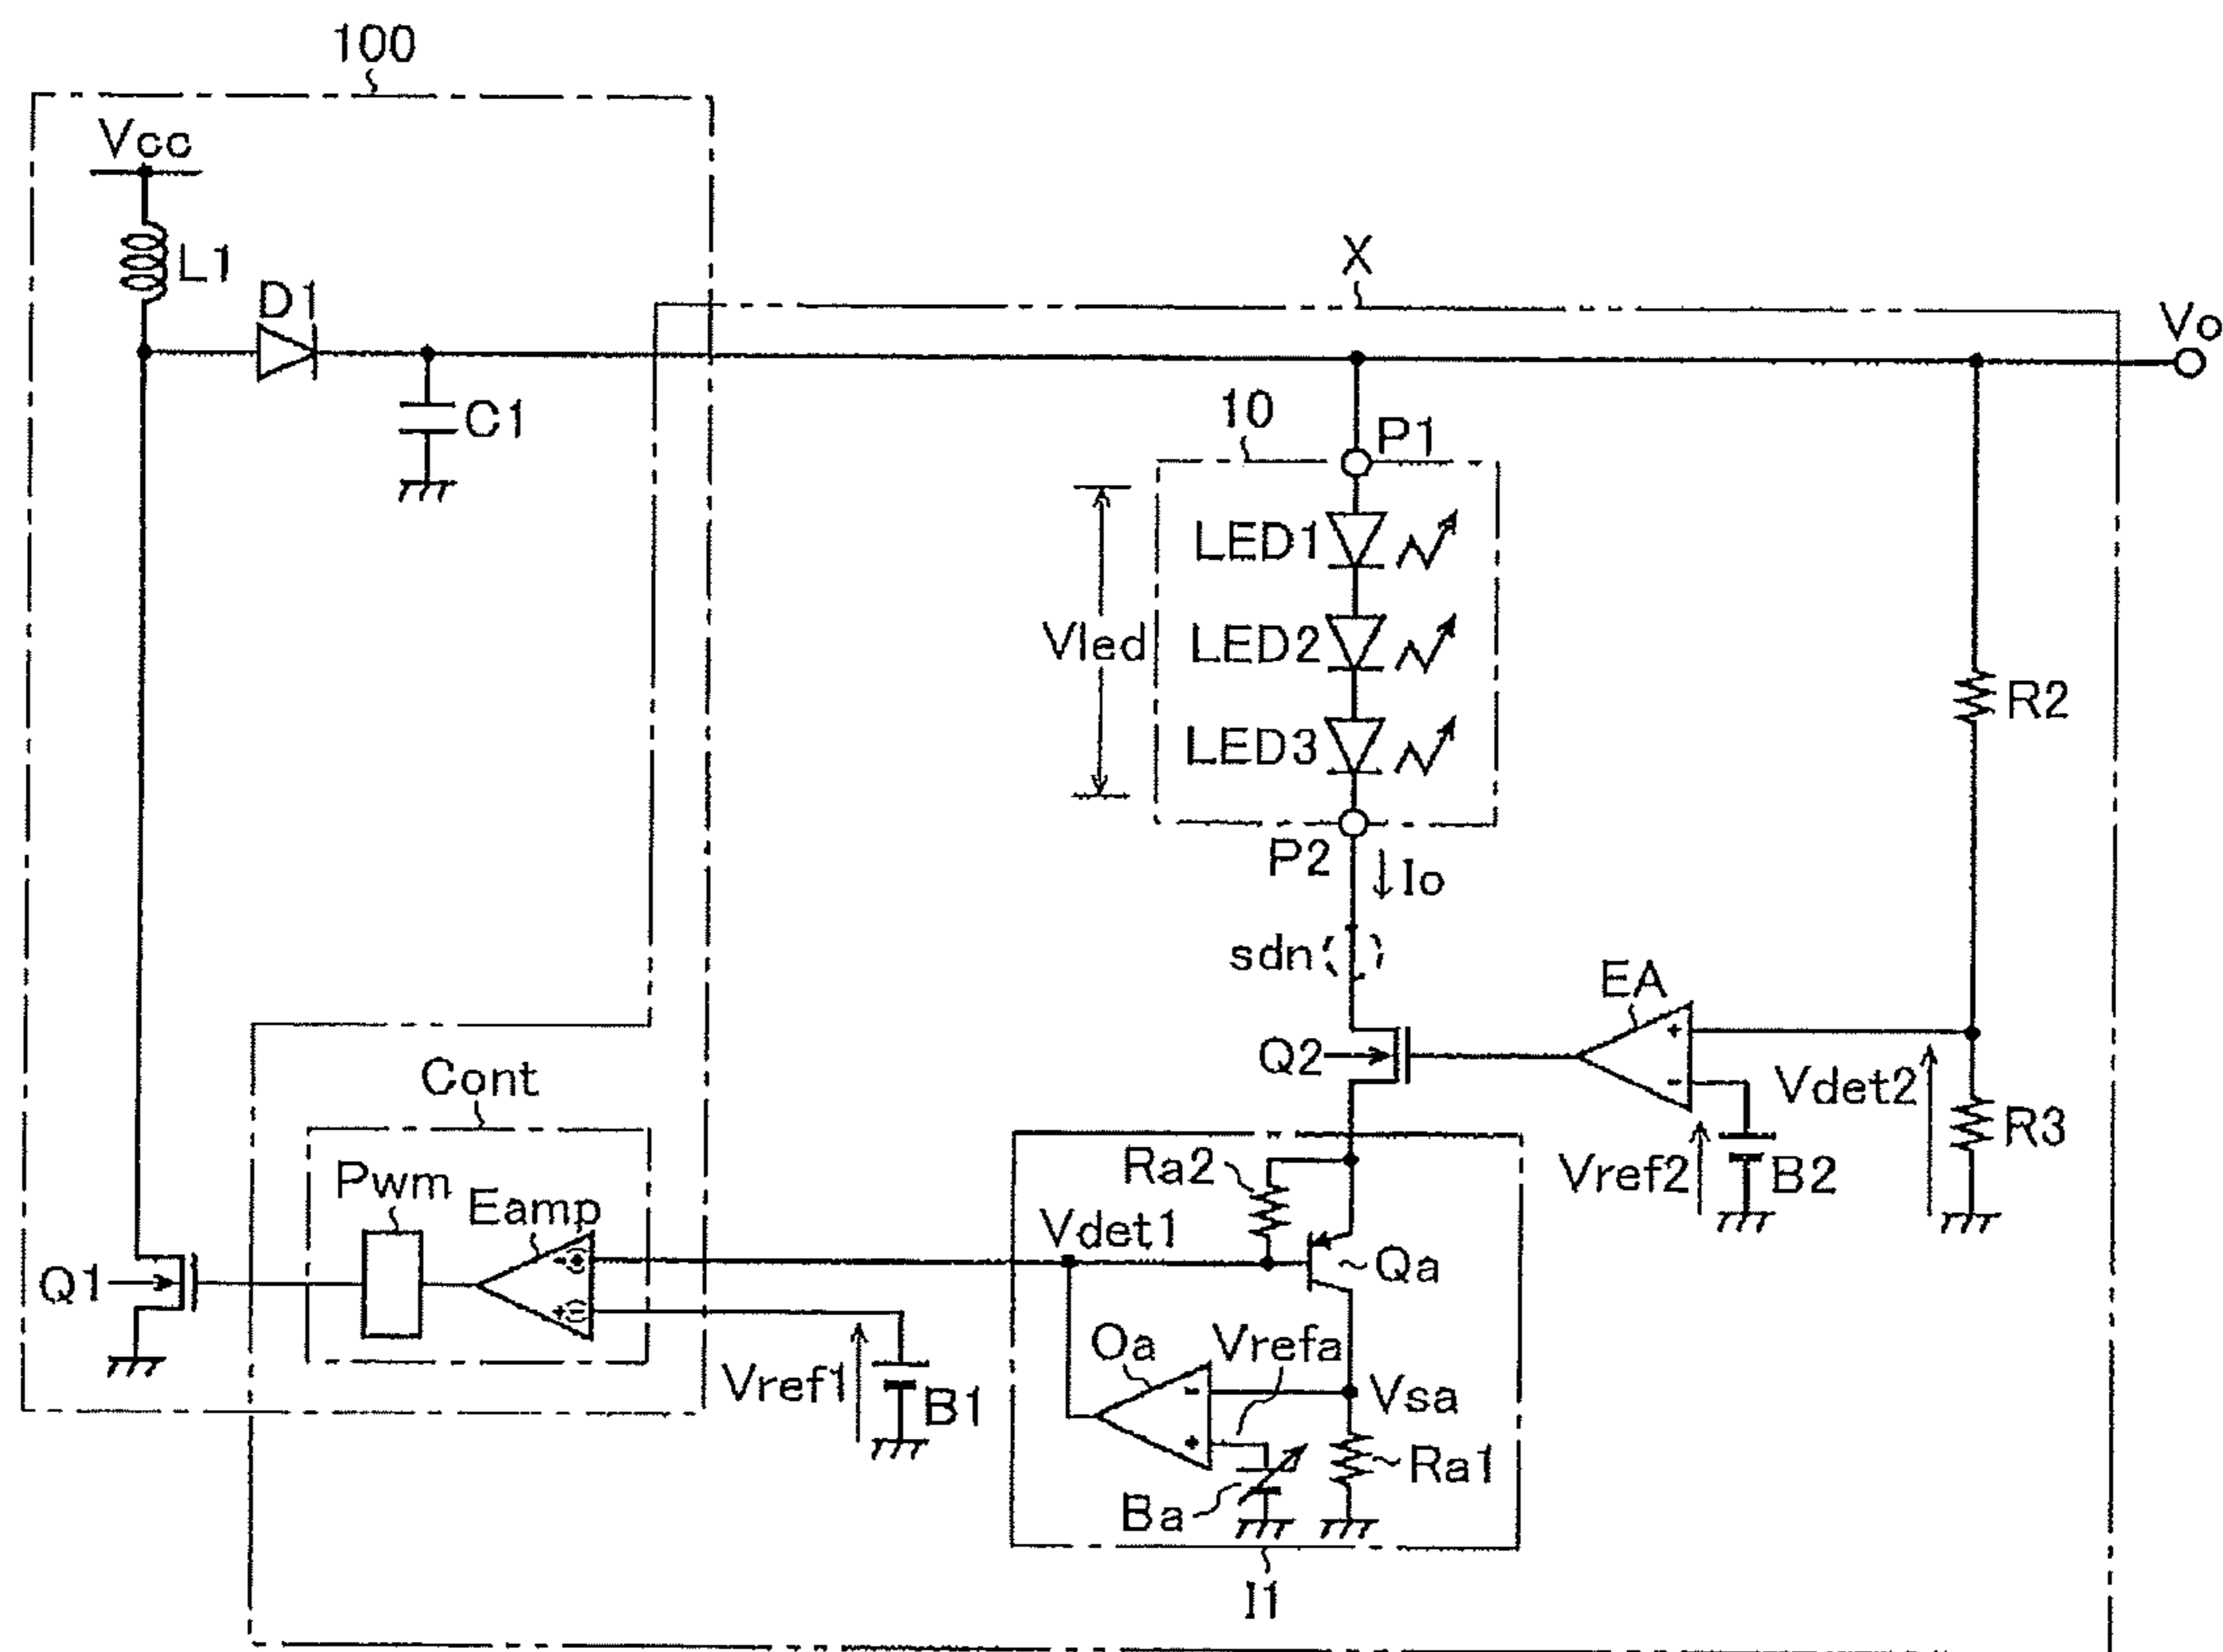 100
Vcc
L1
D1
X
Vo
C1
10
P1
LED1
Vled
LED2
R2
LED3
P2
Io
sdn
EA
+
-
Q2
Cont
Vdet2
R3
Ra2
Vref2
B2
Pwm
Eamp
Vdet1
Q1
Qa
Oa
Vrefa
Vref1
B1
-
Vsa
+
Ra1
Ba
I1